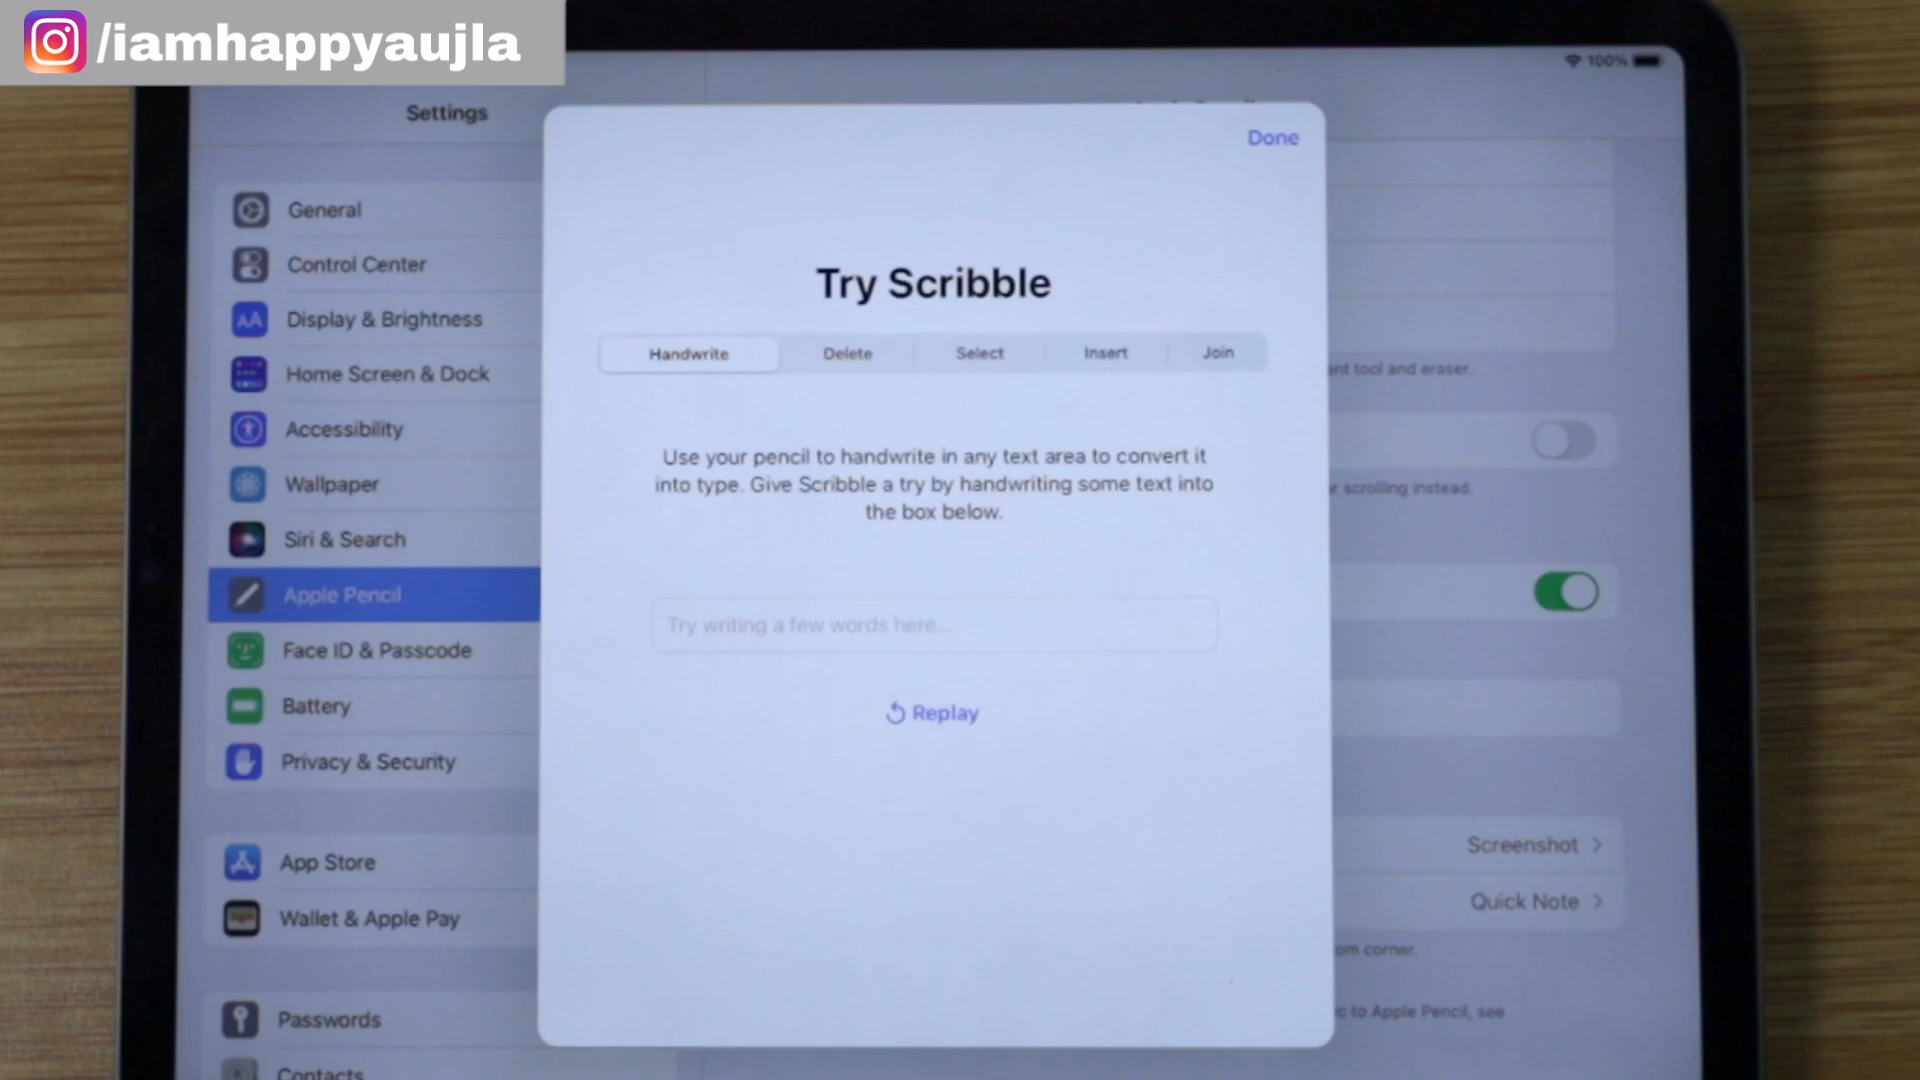 /iamhappyaujla
100%
Settings
Done
General
Control Center
Display & Brightness
Home Screen & Dock
Accessibility
Wallpaper
Siri & Search
Apple Pencil
Face ID & Passcode
Battery
Privacy & Security
App Store
Wallet & Apple Pay
Passwords
Contacts
Try Scribble
Handwrite Delete Select Insert Join
Use your pencil to handwrite in any text area to convert it
into type. Give Scribble a try by handwriting some text into
the box below.
Try writing a few words here...
Replay
tool and eraser.
scrolling instead.
Screenshot
Quick Note
corner.
to Apple Pencil, see